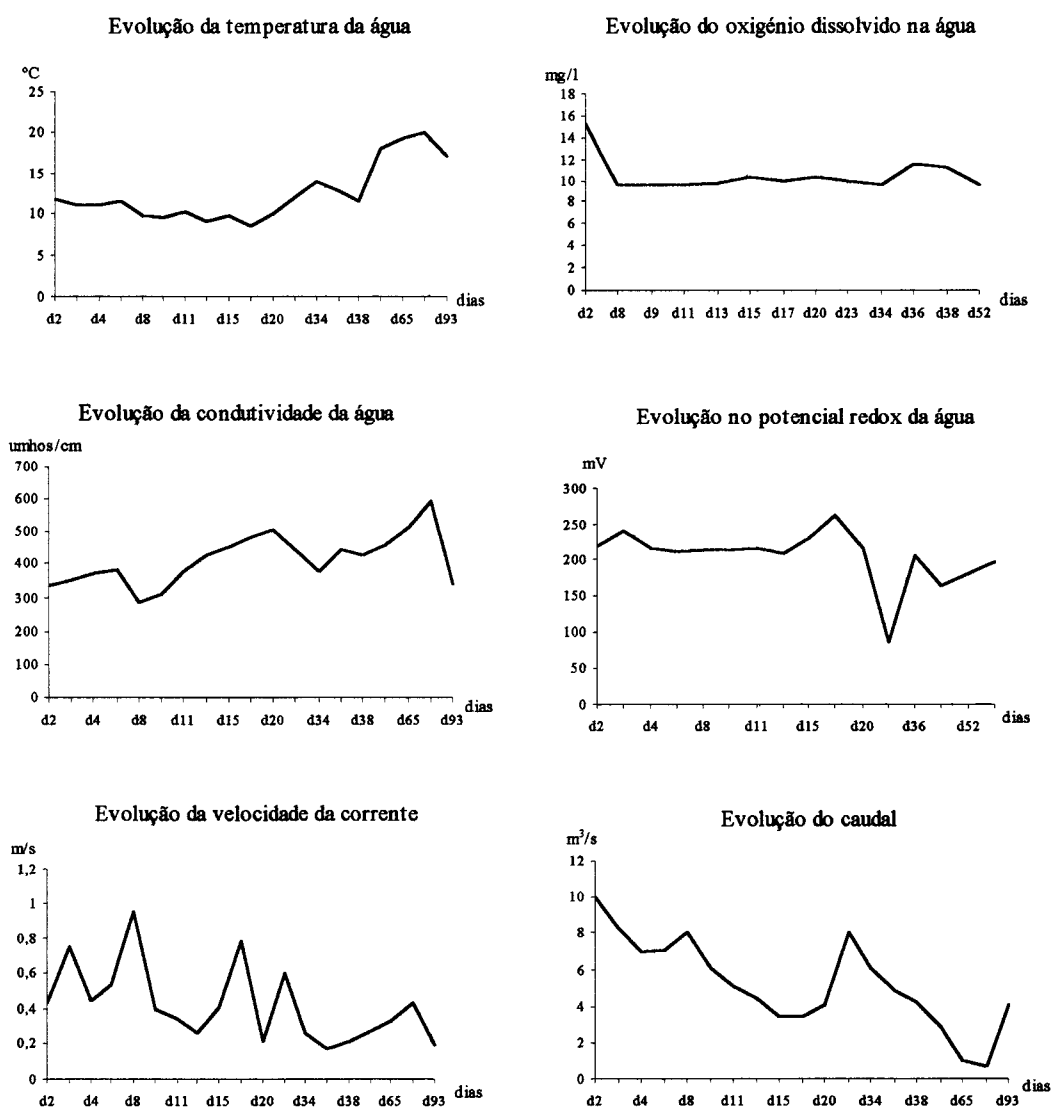 Evolução da temperatura da água
ºC
25
20
15
10
5
0
d2 d4 d8 d11 d15 d20 d34 d38 d65 d93
dias
Evolução do oxigénio dissolvido na água
mg/l
18
16
14
12
10
8
6
4
2
0
d2 d8 d9 d11 d13 d15 d17 d20 d23 d34 d36 d38 d52
dias
Evolução da condutividade da água
umhos/cm
700
600
500
400
300
200
100
0
d2 d4 d8 d11 d15 d20 d34 d38 d65 d93
dias
Evolução no potencial redox da água
mV
300
250
200
150
100
50
0
d2 d4 d8 d11 d15 d20 d36 d52
dias
Evolução da velocidade da corrente
m/s
1,2
1
0,8
0,6
0,4
0,2
0
d2 d4 d8 d11 d15 d20 d34 d38 d65 d93
dias
Evolução do caudal
m³/s
12
10
8
6
4
2
0
d2 d4 d8 d11 d15 d20 d34 d38 d65 d93
dias